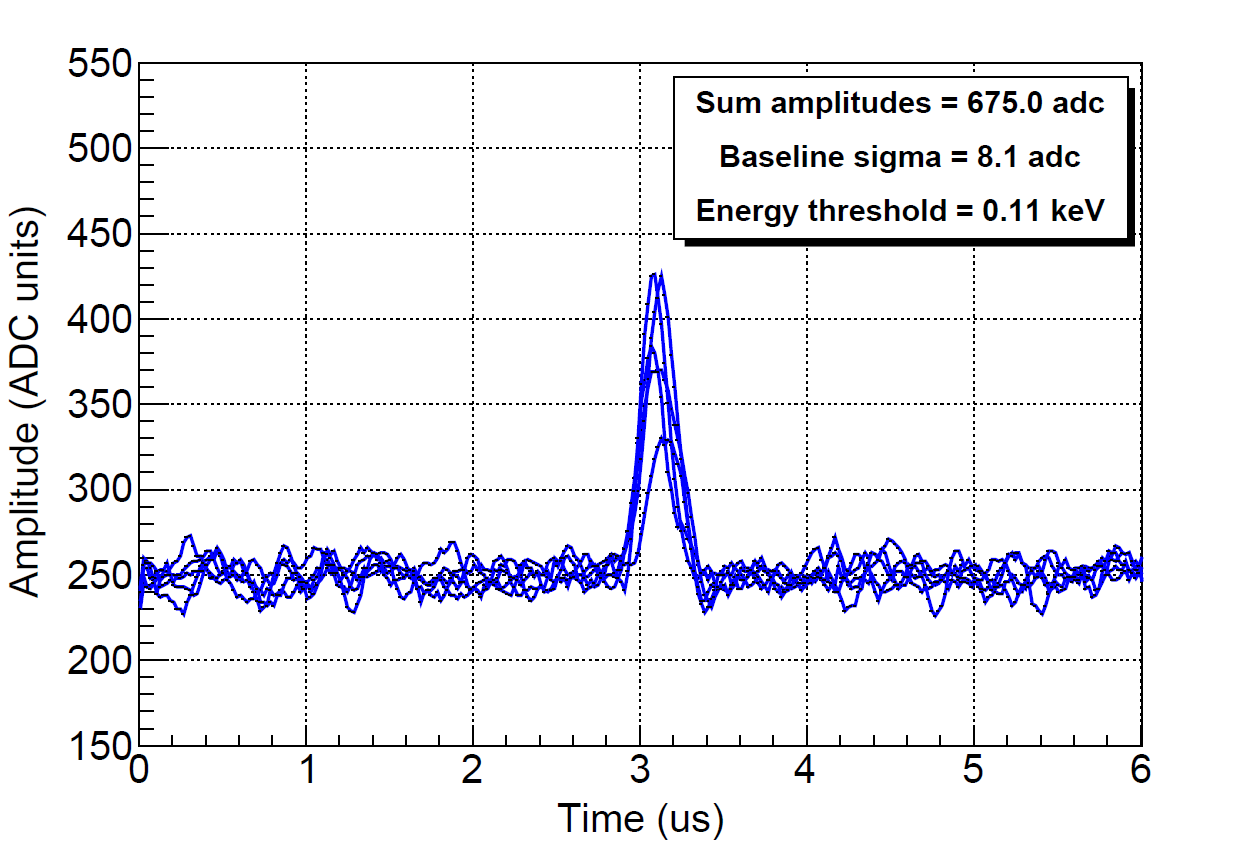 550
500
450
400
350
300
250
200
150
Amplitude (ADC units)
Sum amplitudes = 675.0 adc
Baseline sigma = 8.1 adc
Energy threshold = 0.11 keV
0 1 2 3 4 5 6
Time (us)